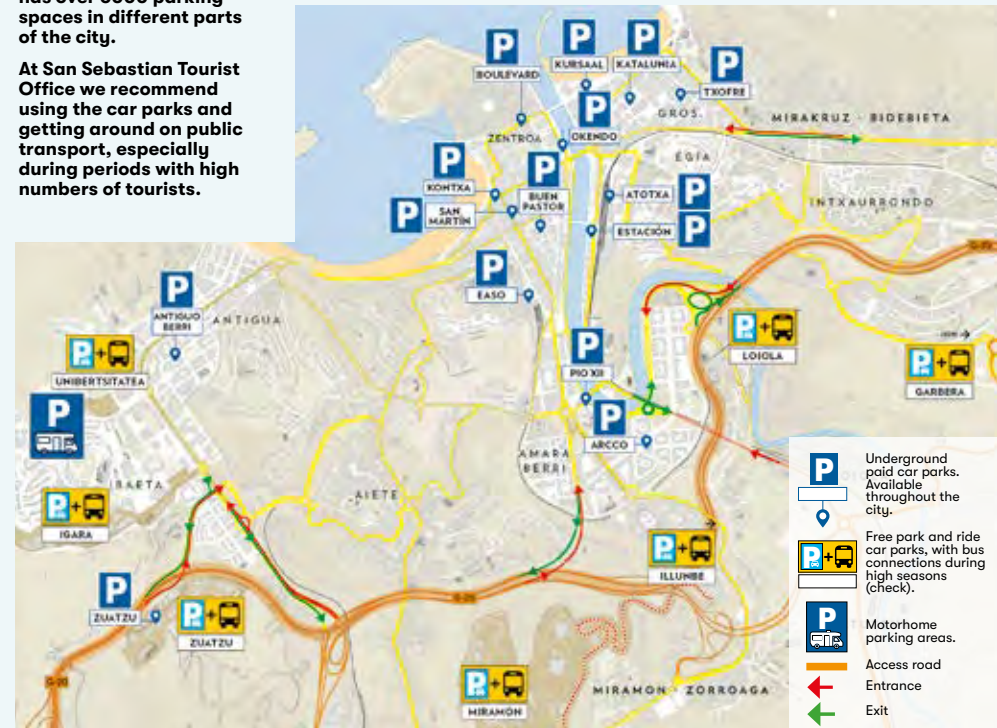 spaces in different parts
of the city.
At San Sebastian Tourist
Office we recommend
using the car parks and
getting around on public
transport, especially
during periods with high
numbers of tourists.
P
BOULEVARD
P
KURSAAL
P
KATALUNIA
P
TXOFRE
P
OKENDO
GROS.
ZENTROA
MIRAKRUZ - BIDEBIETA
EGIA
INTXAURRONDO
P
KONTXA
P
SAN
MARTÍN
P
BUEN
PASTOR
ATOTXA
P
ESTACIÓN
P
P
EASO
P
ANTIGUO
BERRI
ANTIGUA
P+
UNIBERTSITATEA
P
P
PIO XII
P+
LOIOLA
P+
GARBERA
P
ARCCO
AMARA
BERRI
AIETE
P+
IGARA
P+
ILLUNBE
P
ZUATZU
P+
ZUATZU
G-20
G-20
G-20
P+
MIRAMÓN
MIRAMON - ZORROAGA
P
Underground
paid car parks.
Available
throughout the
city.
P+
Free park and ride
car parks, with bus
connections during
high seasons
(check).
P
Motorhome
parking areas.
Access road
Entrance
Exit